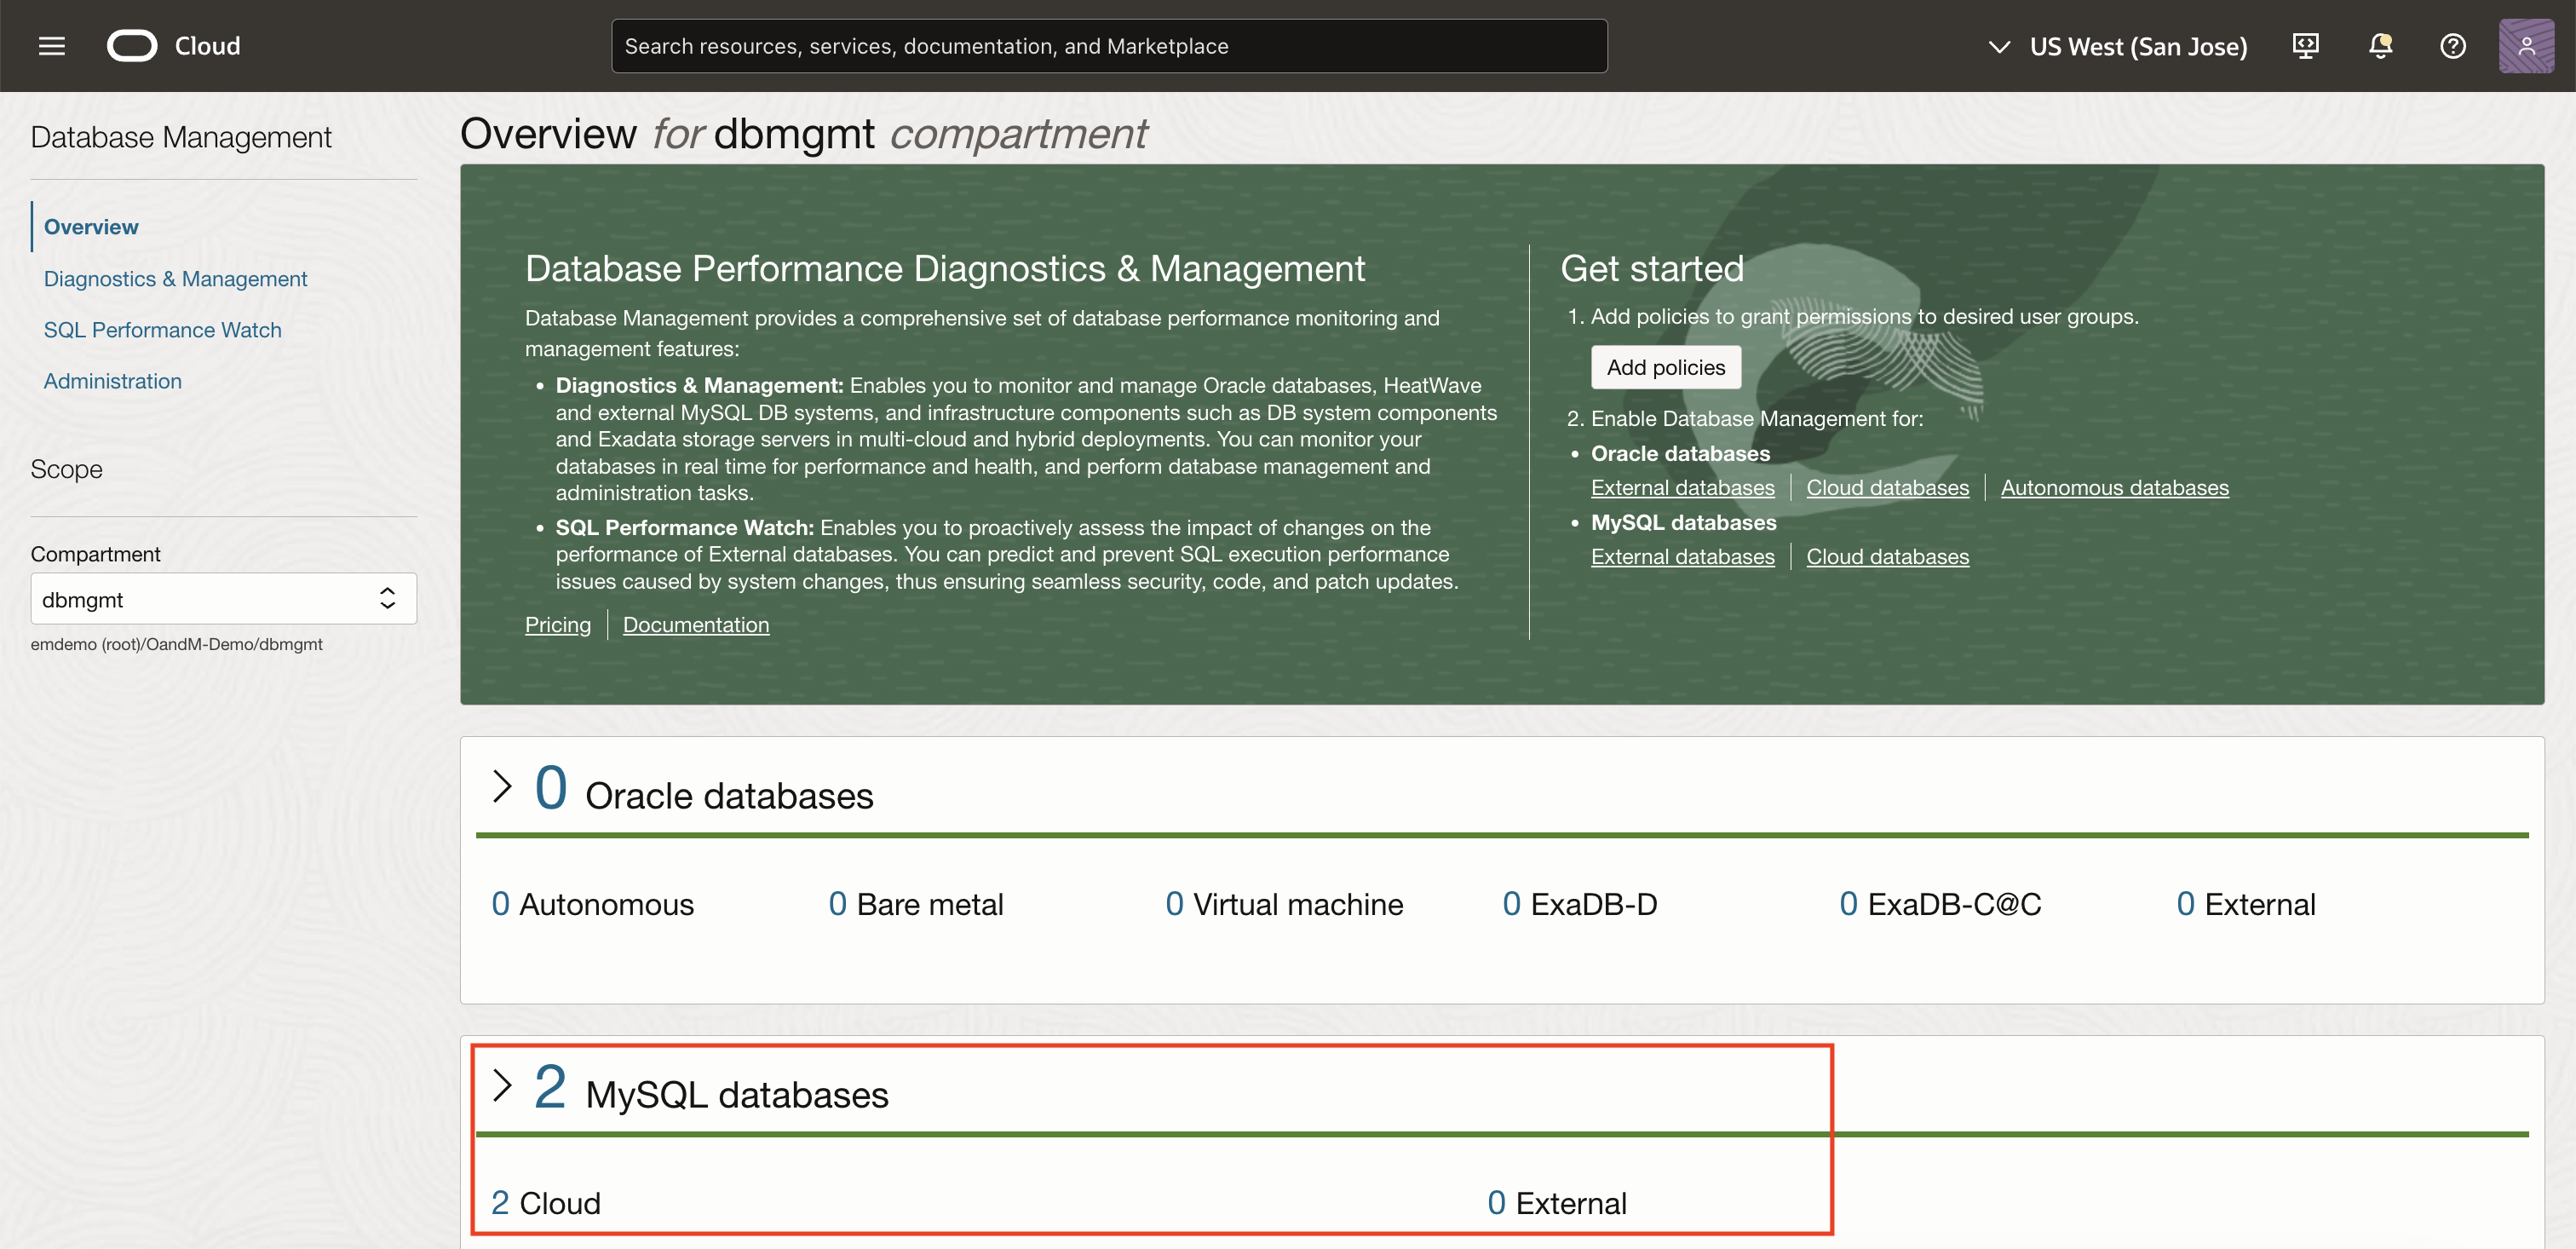 Cloud
Search resources, services, documentation, and Marketplace
US West (San Jose)
Database Management
Overview
Diagnostics & Management
SQL Performance Watch
Administration
Scope
Compartment
dbmgmt
emdemo (root)/OandM-Demo/dbmgmt
Overview for dbmgmt compartment
Database Performance Diagnostics & Management
Database Management provides a comprehensive set of database performance monitoring and
management features:
• Diagnostics & Management: Enables you to monitor and manage Oracle databases, HeatWave
and external MySQL DB systems, and infrastructure components such as DB system components
and Exadata storage servers in multi-cloud and hybrid deployments. You can monitor your
databases in real time for performance and health, and perform database management and
administration tasks.
• SQL Performance Watch: Enables you to proactively assess the impact of changes on the
performance of External databases. You can predict and prevent SQL execution performance
issues caused by system changes, thus ensuring seamless security, code, and patch updates.
Pricing Documentation
Get started
1. Add policies to grant permissions to desired user groups.
Add policies
2. Enable Database Management for:
• Oracle databases
External databases Cloud databases Autonomous databases
• MySQL databases
External databases Cloud databases
0 Oracle databases
0 Autonomous 0 Bare metal 0 Virtual machine 0 ExaDB-D 0 ExaDB-C@C 0 External
2 MySQL databases
2 Cloud 0 External